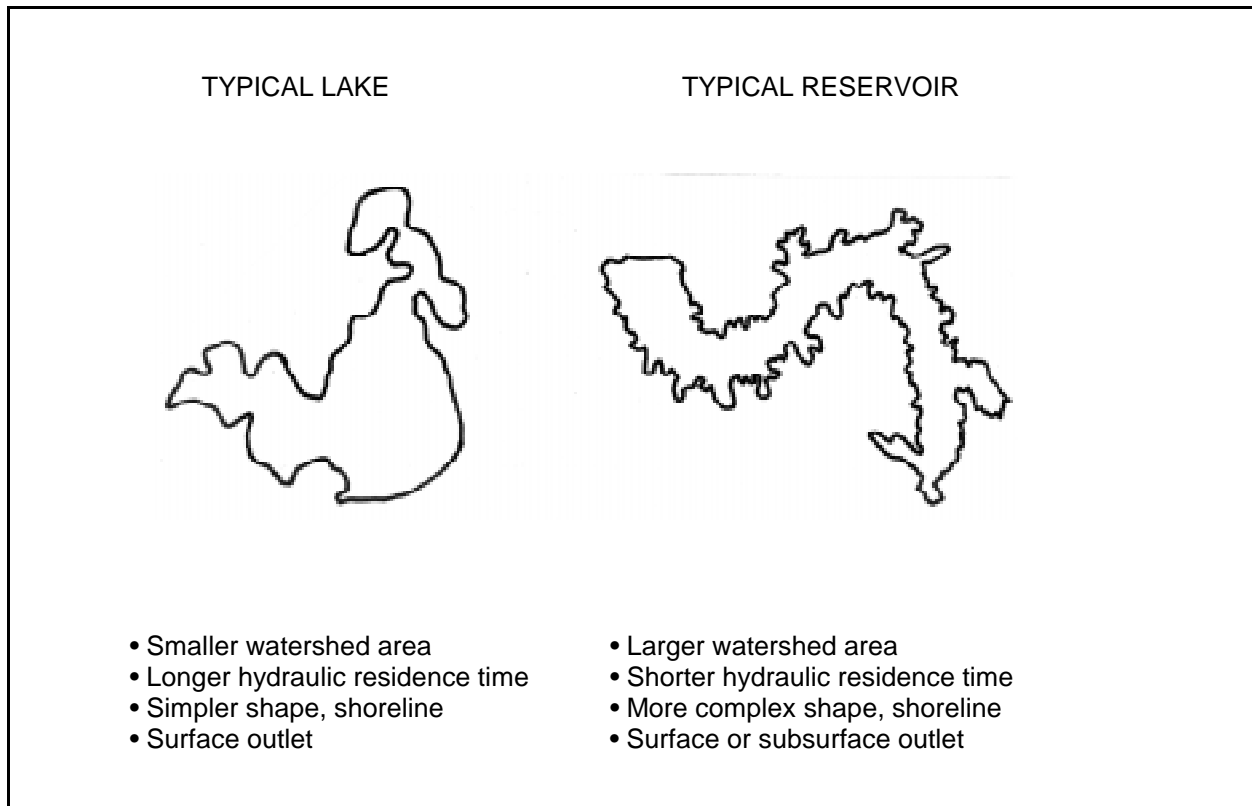 TYPICAL LAKE
TYPICAL RESERVOIR
• Smaller watershed area
• Longer hydraulic residence time
• Simpler shape, shoreline
• Surface outlet
• Larger watershed area
• Shorter hydraulic residence time
• More complex shape, shoreline
• Surface or subsurface outlet